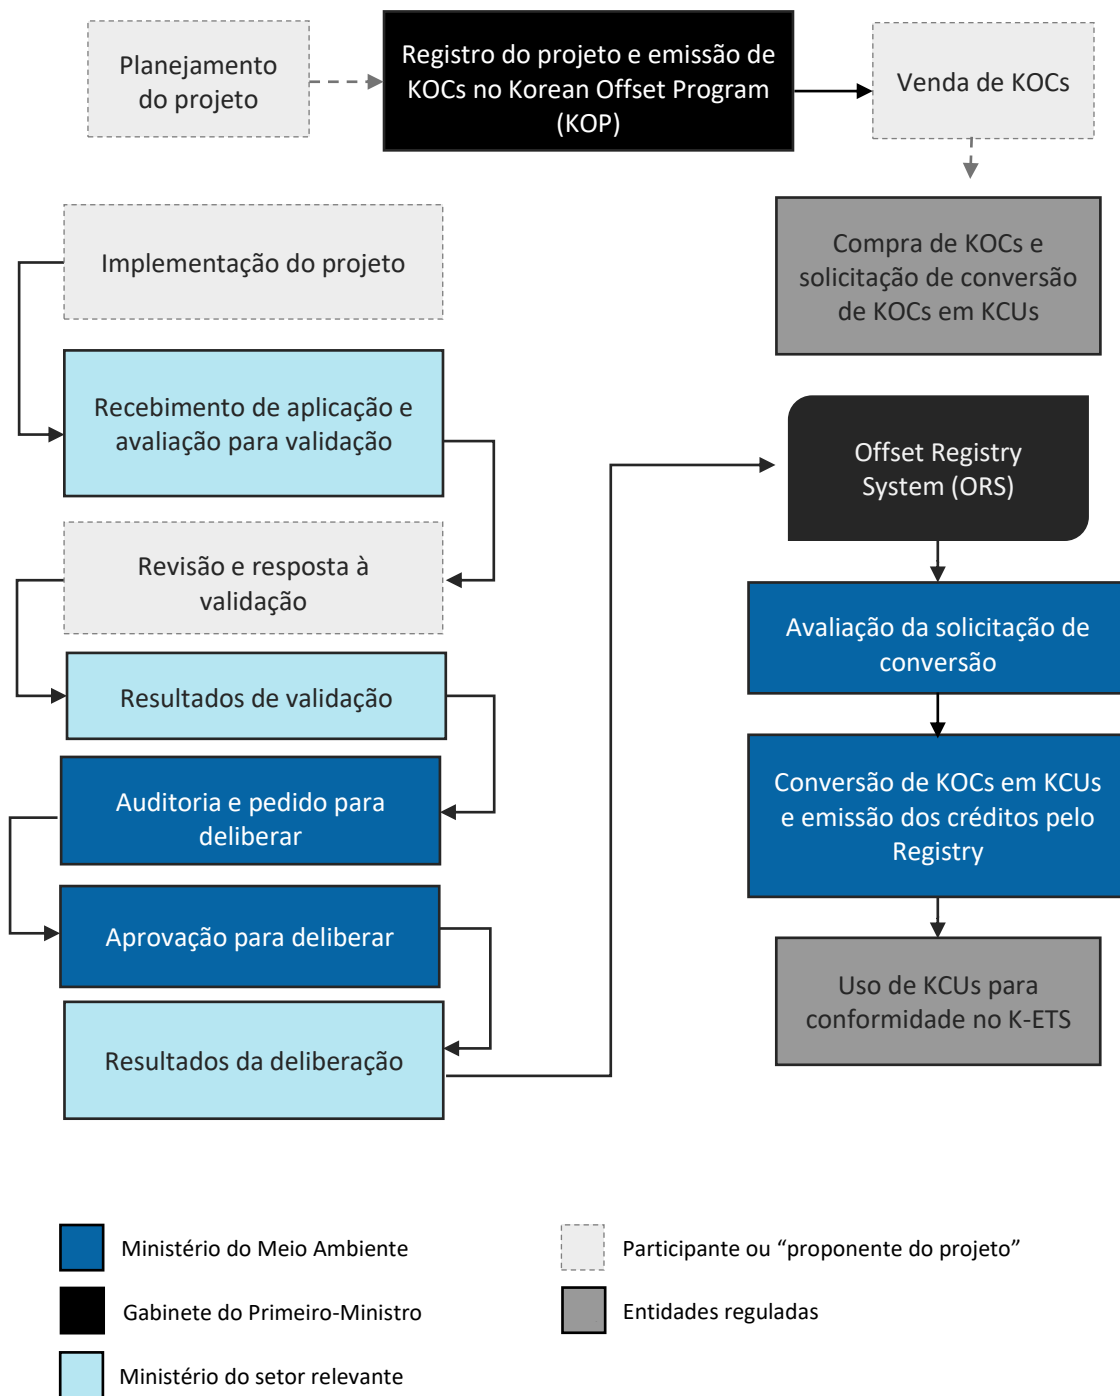 Planejamento
do projeto
Registro do projeto e emissão de
KOCs no Korean Offset Program
(KOP)
Venda de KOCs
Compra de KOCs e
solicitação de conversão
de KOCs em KCUs
Implementação do projeto
Recebimento de aplicação e
avaliação para validação
Revisão e resposta à
validação
Resultados de validação
Auditoria e pedido para
deliberar
Aprovação para deliberar
Resultados da deliberação
Offset Registry
System (ORS)
Avaliação da solicitação de
conversão
Conversão de KOCs em KCUs
e emissão dos créditos pelo
Registry
Uso de KCUs para
conformidade no K-ETS
Ministério do Meio Ambiente
Gabinete do Primeiro-Ministro
Ministério do setor relevante
Participante ou “proponente do projeto”
Entidades reguladas